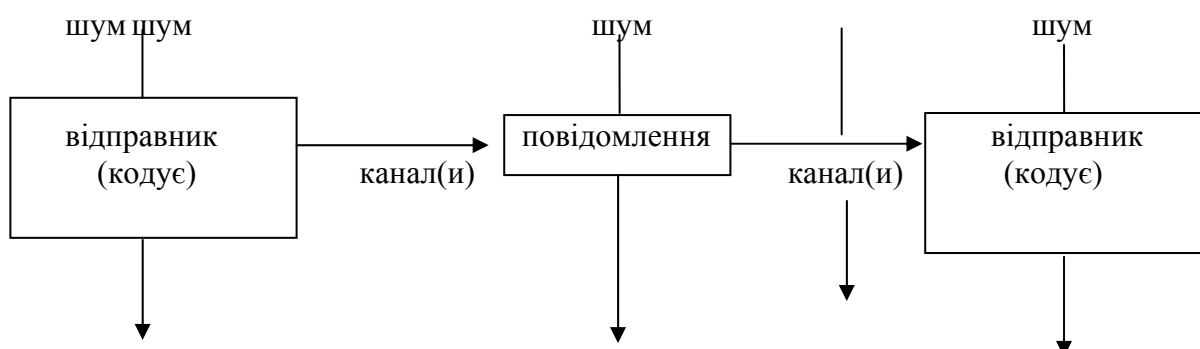 шум шум
шум
шум
відправник
(кодує)
канал(и)
повідомлення
канал(и)
відправник
(кодує)